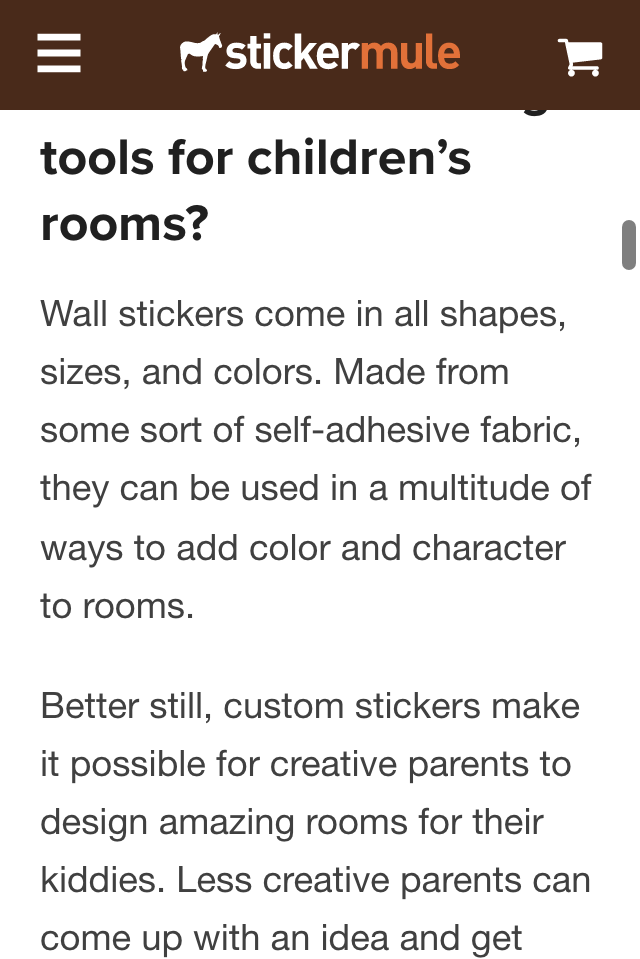 stickermule
tools for children’s
rooms?
Wall stickers come in all shapes,
sizes, and colors. Made from
some sort of self-adhesive fabric,
they can be used in a multitude of
ways to add color and character
to rooms.
Better still, custom stickers make
it possible for creative parents to
design amazing rooms for their
kiddies. Less creative parents can
come up with an idea and get